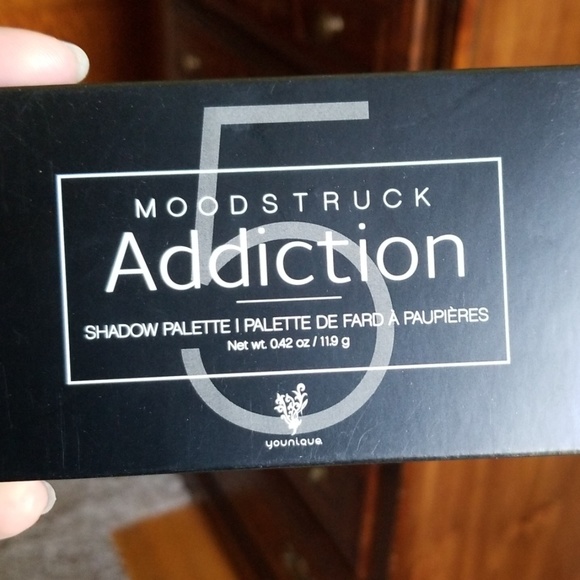 5
MOODSTRUCK
Addiction
SHADOW PALETTE | PALETTE DE FARD À PAUPIÈRES
Net wt. 0.42 oz / 11.9 g
younique